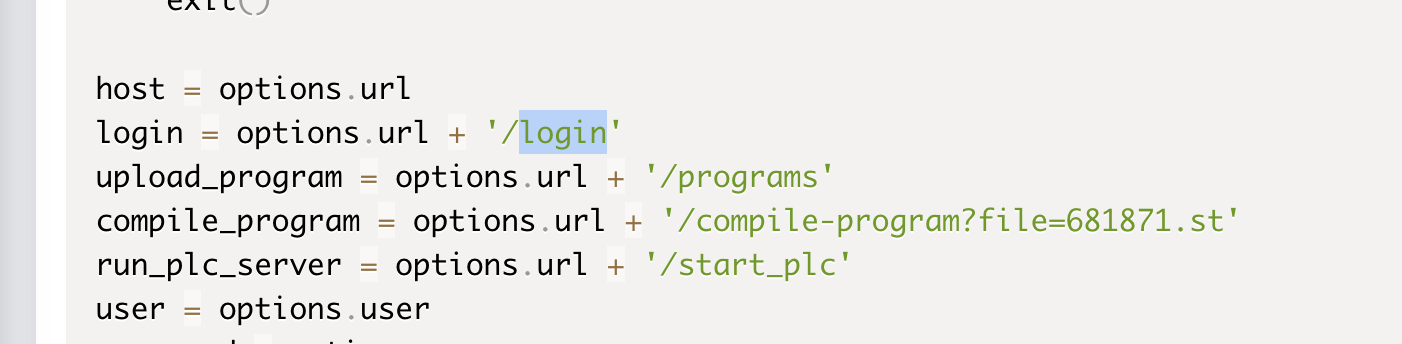 exit()
host = options.url
login = options.url + '/login'
upload_program = options.url + '/programs'
compile_program = options.url + '/compile-program?file=681871.st'
run_plc_server = options.url + '/start_plc'
user = options.user